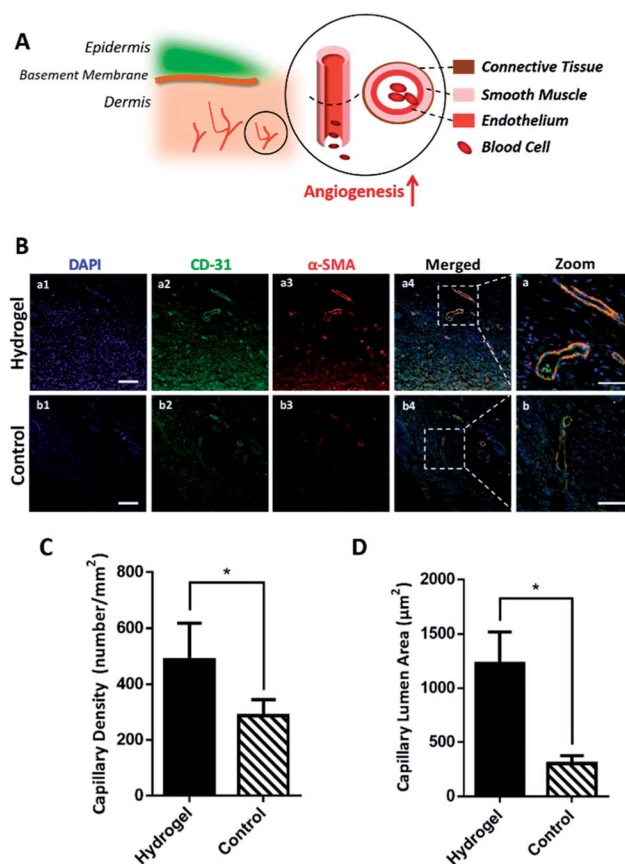 A
Epidermis
Basement Membrane
Dermis
Connective Tissue
Smooth Muscle
Endothelium
Blood Cell
Angiogenesis ↑
B
DAPI
CD-31
α-SMA
Merged
Zoom
Hydrogel
a1
a2
a3
a4
a
Control
b1
b2
b3
b4
b
C
Capillary Density (number/mm²)
800
600
400
200
0
*
Hydrogel
Control
D
Capillary Lumen Area (μm²)
2000
1500
1000
500
0
*
Hydrogel
Control